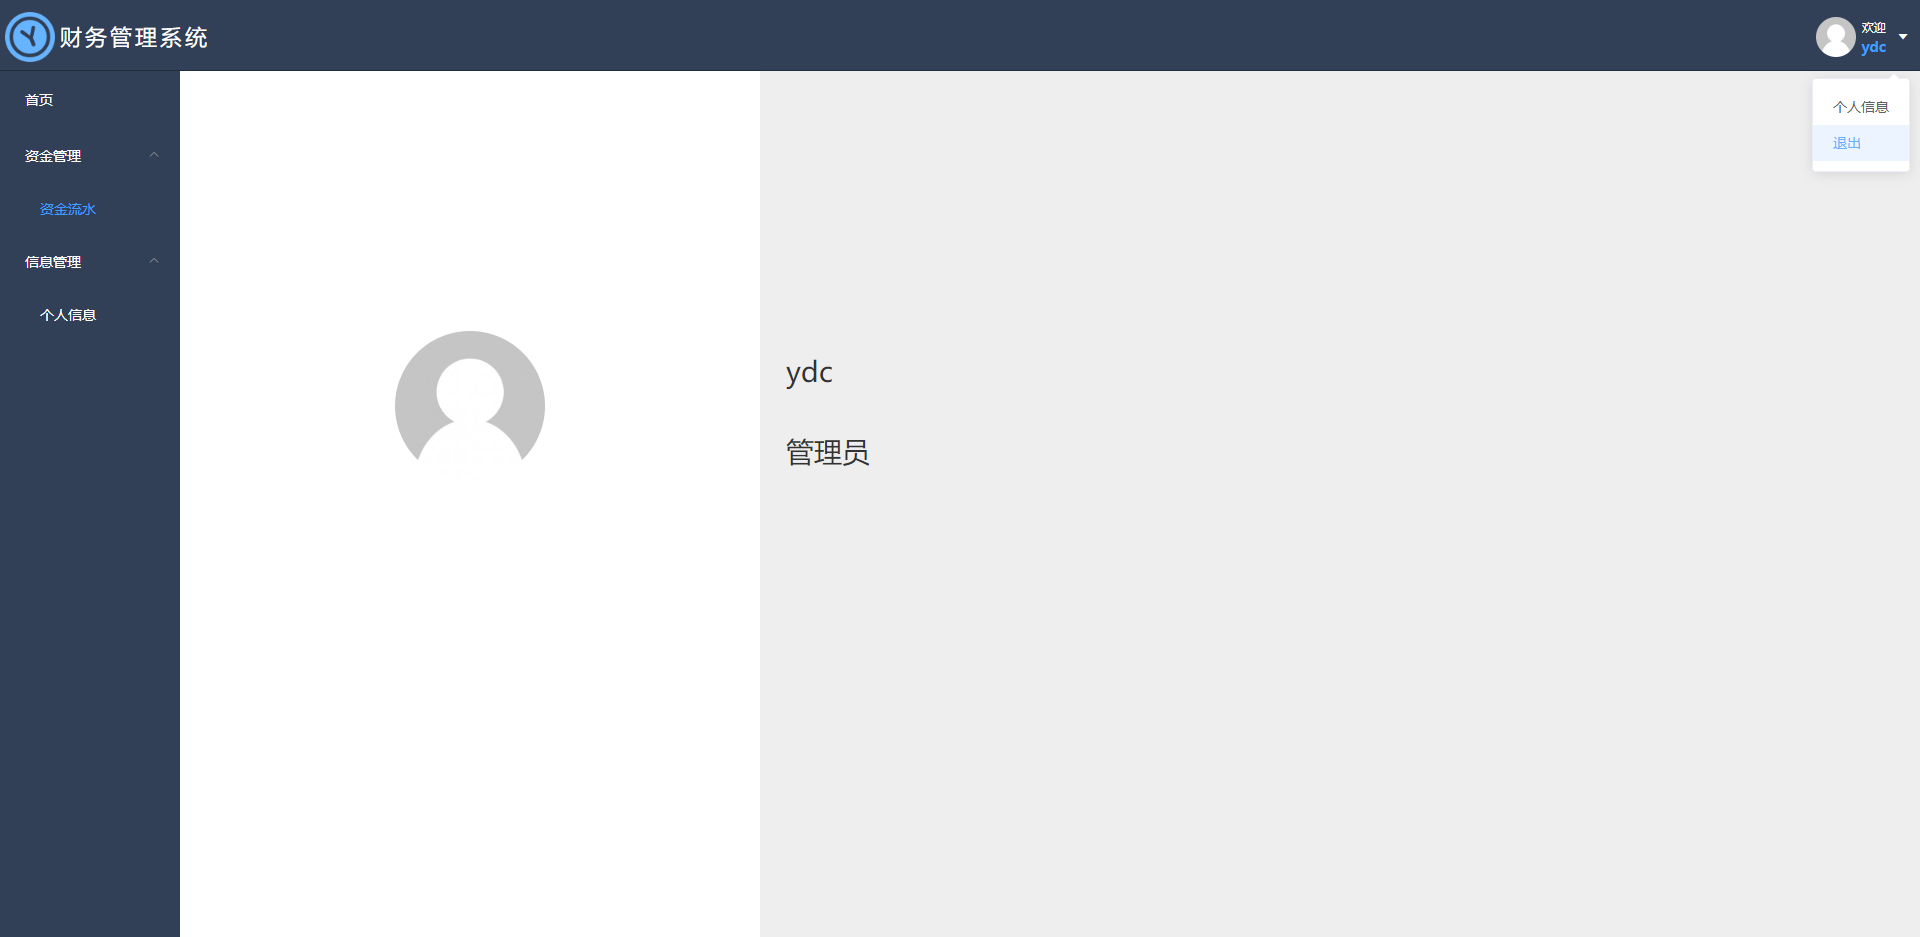 财务管理系统
欢迎
ydc
个人信息
退出
首页
资金管理
资金流水
信息管理
个人信息
ydc
管理员